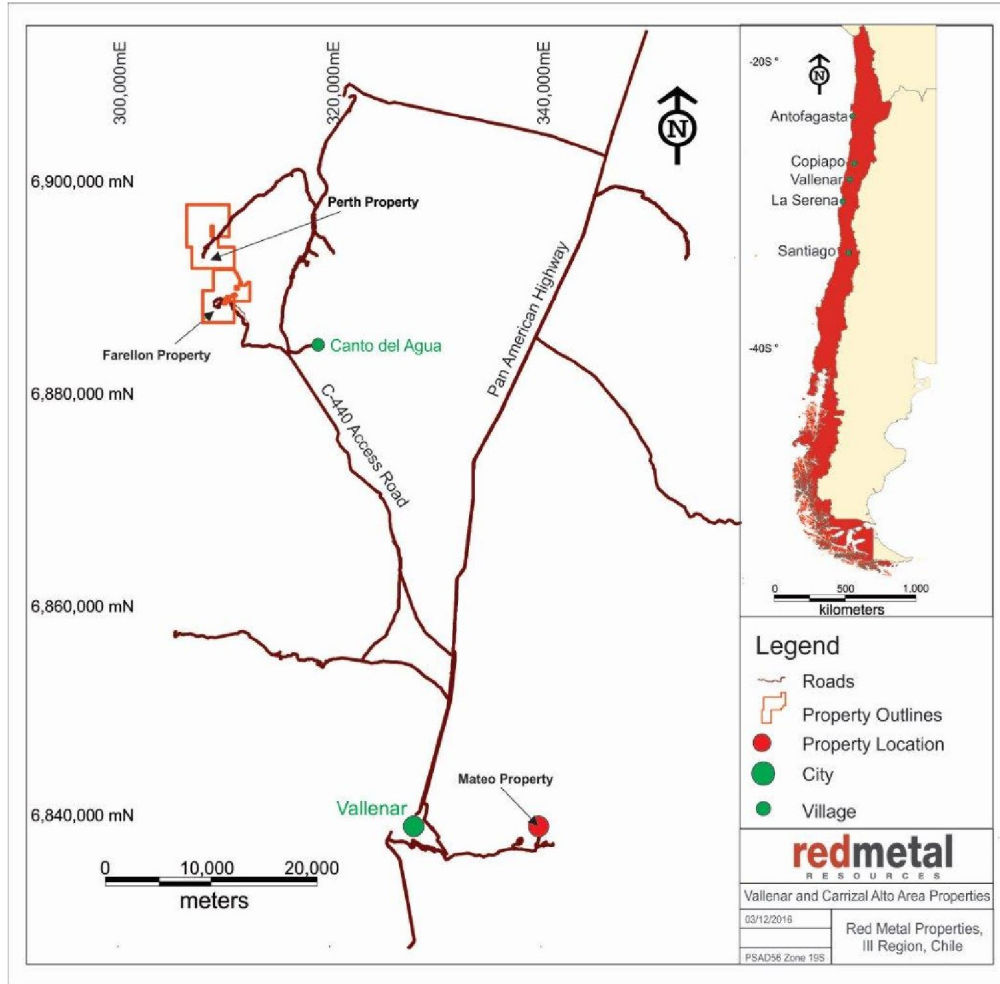 300,000mE
320,000mE
340,000mE
N
6,900,000 mN
6,880,000 mN
6,860,000 mN
6,840,000 mN
Perth Property
Farellon Property
Canto del Agua
C-440 Access Road
Pan American Highway
Vallenar
Mateo Property
0 10,000 20,000
meters
-20S °
N
Antofagasta
Copiapo
Vallenar
La Serena
Santiago
-40S °
0 500 1,000
kilometers
Legend
Roads
Property Outlines
Property Location
City
Village
redmetal
RESOURCES
Vallenar and Carrizal Alto Area Properties
03/12/2016
Red Metal Properties,
III Region, Chile
PSAD56 Zone 19S